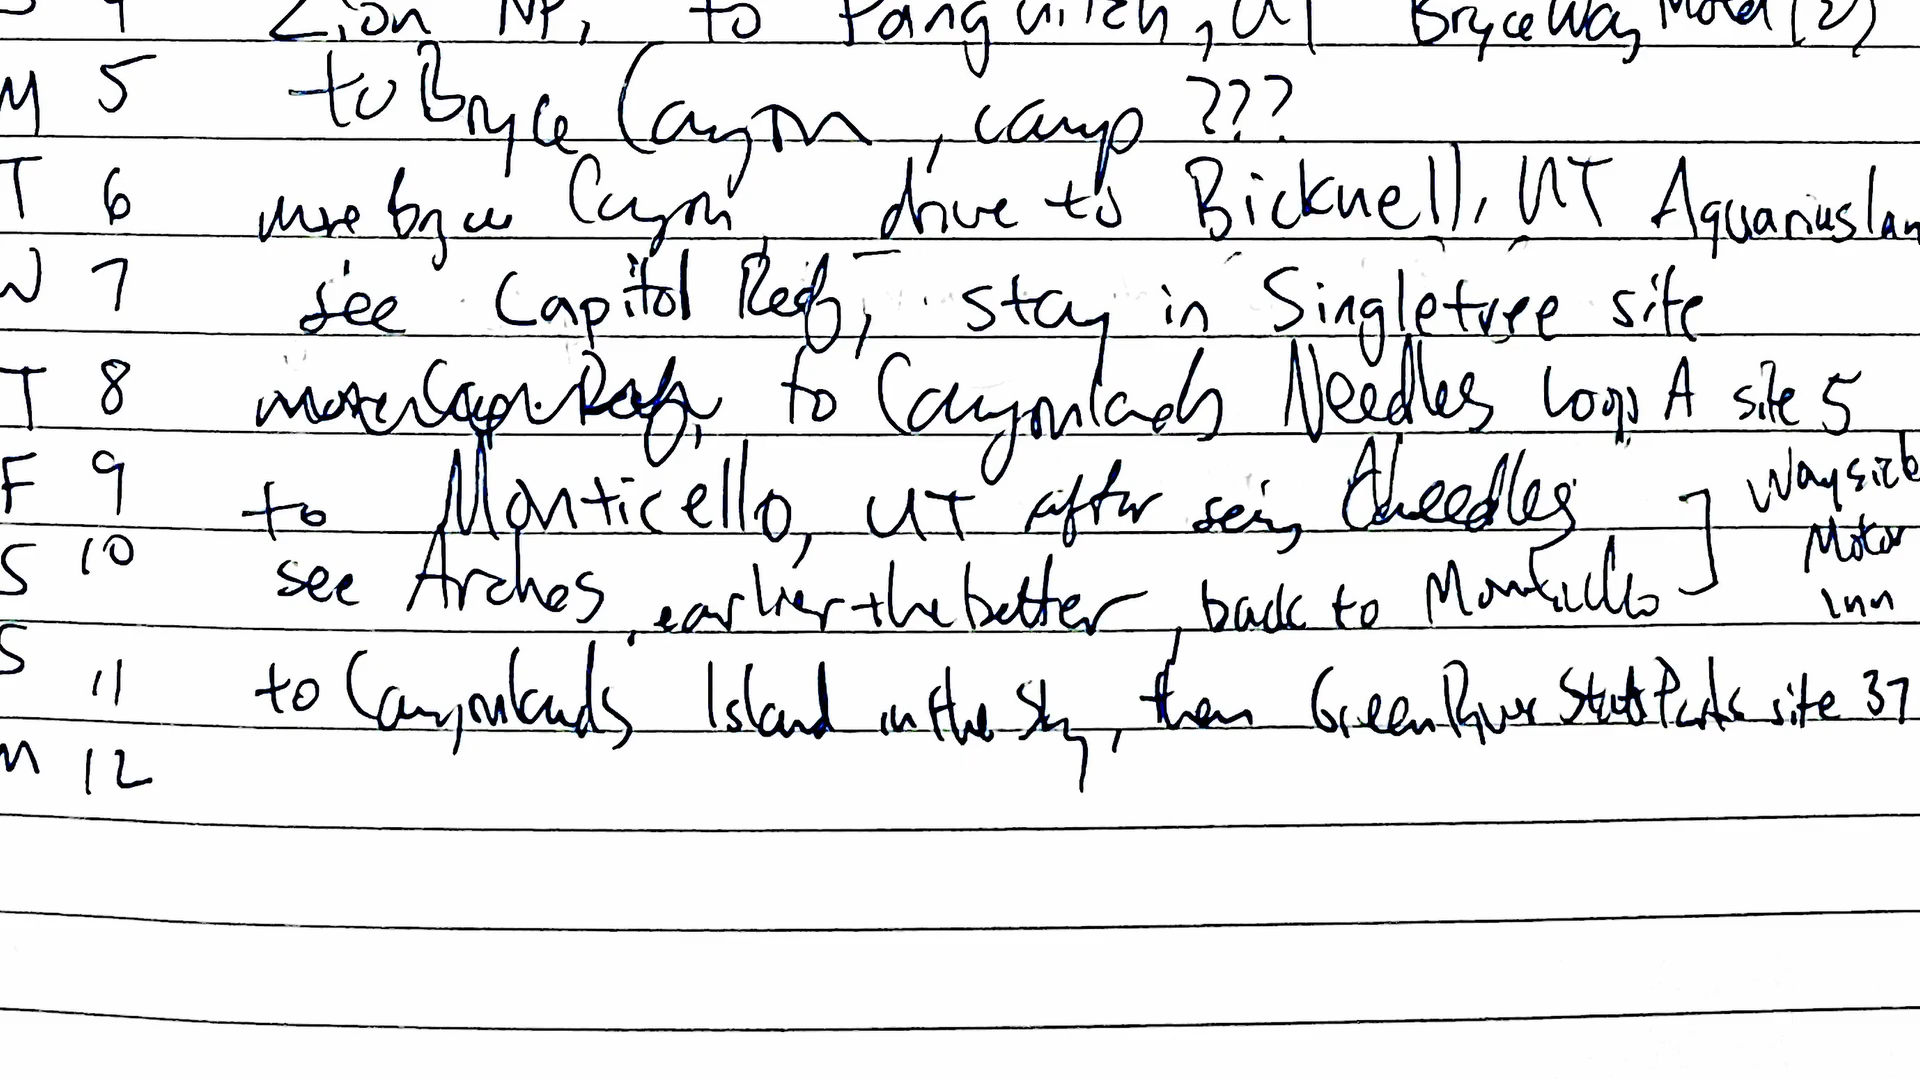 S 4 Zion NP, to Panguitch, UT BryceWay Motel (2)
M 5 to Bryce Canyon, camp ???
T 6 more bryce Canyon, drive to Bicknell, UT Aquarius Inn
W 7 see Capitol Reef, stay in Singletree site
T 8 more Cap. Reef, to Canyonlands Needles Loop A site 5
F 9 to Monticello, UT after seeing Needles ] Wayside
Motor
Inn
S 10 see Arches, earlier the better, back to Monticello
S 11 to Canyonlands Island in the Sky, then Green River State Park site 37
M 12